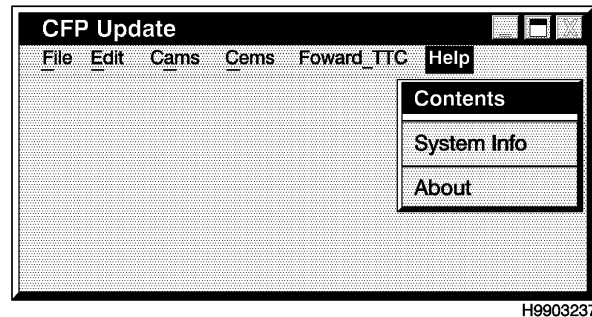 CFP Update
File Edit Cams Cems Foward_TTC Help
Contents
System Info
About
H9903237